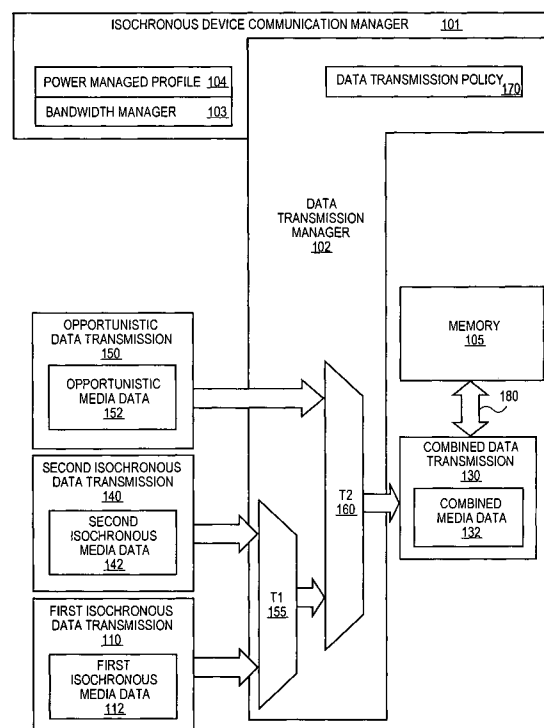 ISOCHRONOUS DEVICE COMMUNICATION MANAGER 101
POWER MANAGED PROFILE 104
BANDWIDTH MANAGER 103
DATA TRANSMISSION POLICY 170
DATA
TRANSMISSION
MANAGER
102
OPPORTUNISTIC
DATA TRANSMISSION
150
OPPORTUNISTIC
MEDIA DATA
152
MEMORY
105
180
SECOND ISOCHRONOUS
DATA TRANSMISSION
140
SECOND
ISOCHRONOUS
MEDIA DATA
142
T2
160
COMBINED DATA
TRANSMISSION
130
COMBINED
MEDIA DATA
132
T1
155
FIRST ISOCHRONOUS
DATA TRANSMISSION
110
FIRST
ISOCHRONOUS
MEDIA DATA
112